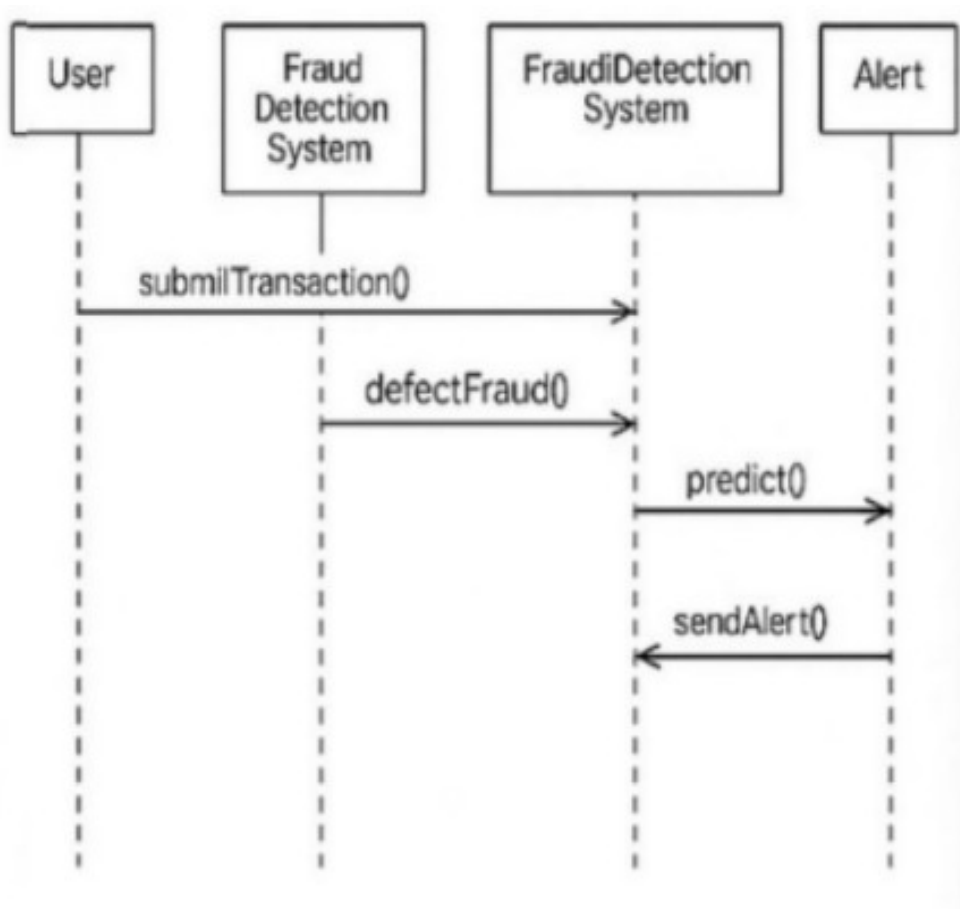 User
Fraud
Detection
System
FraudiDetection
System
Alert
submilTransaction()
defectFraud()
predict()
sendAlert()